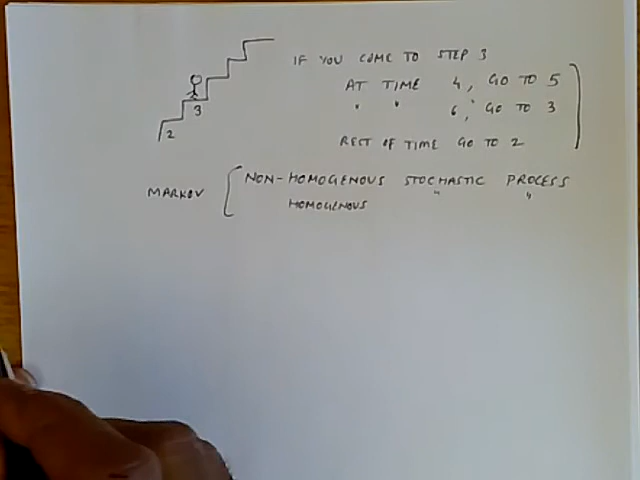 IF YOU COME TO STEP 3
AT TIME 4, GO TO 5
" " 6, GO TO 3
REST OF TIME GO TO 2
3
2
MARKOV
NON-HOMOGENOUS STOCHASTIC PROCESS
HOMOGENOUS " "